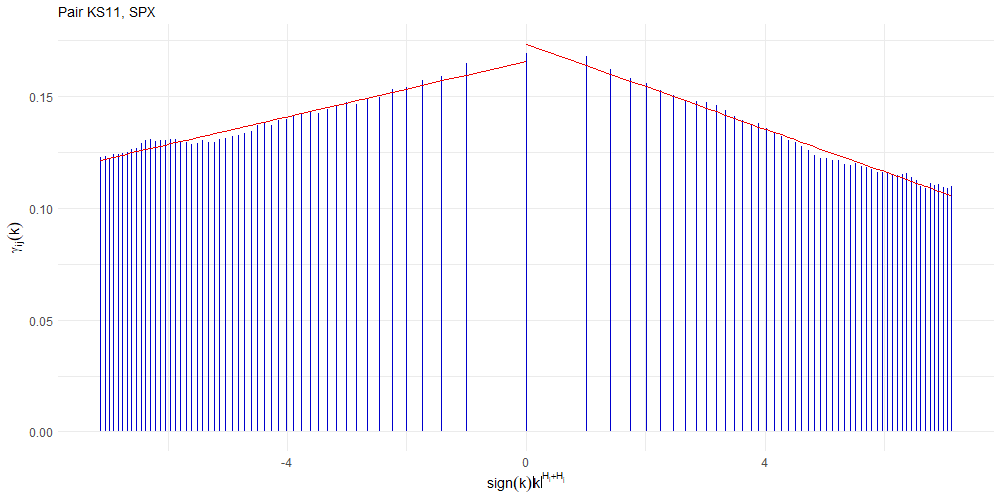 Pair KS11, SPX
0.15
0.10
0.05
0.00
γij(k)
-4 0 4
sign(k)|k|^Hi+Hj